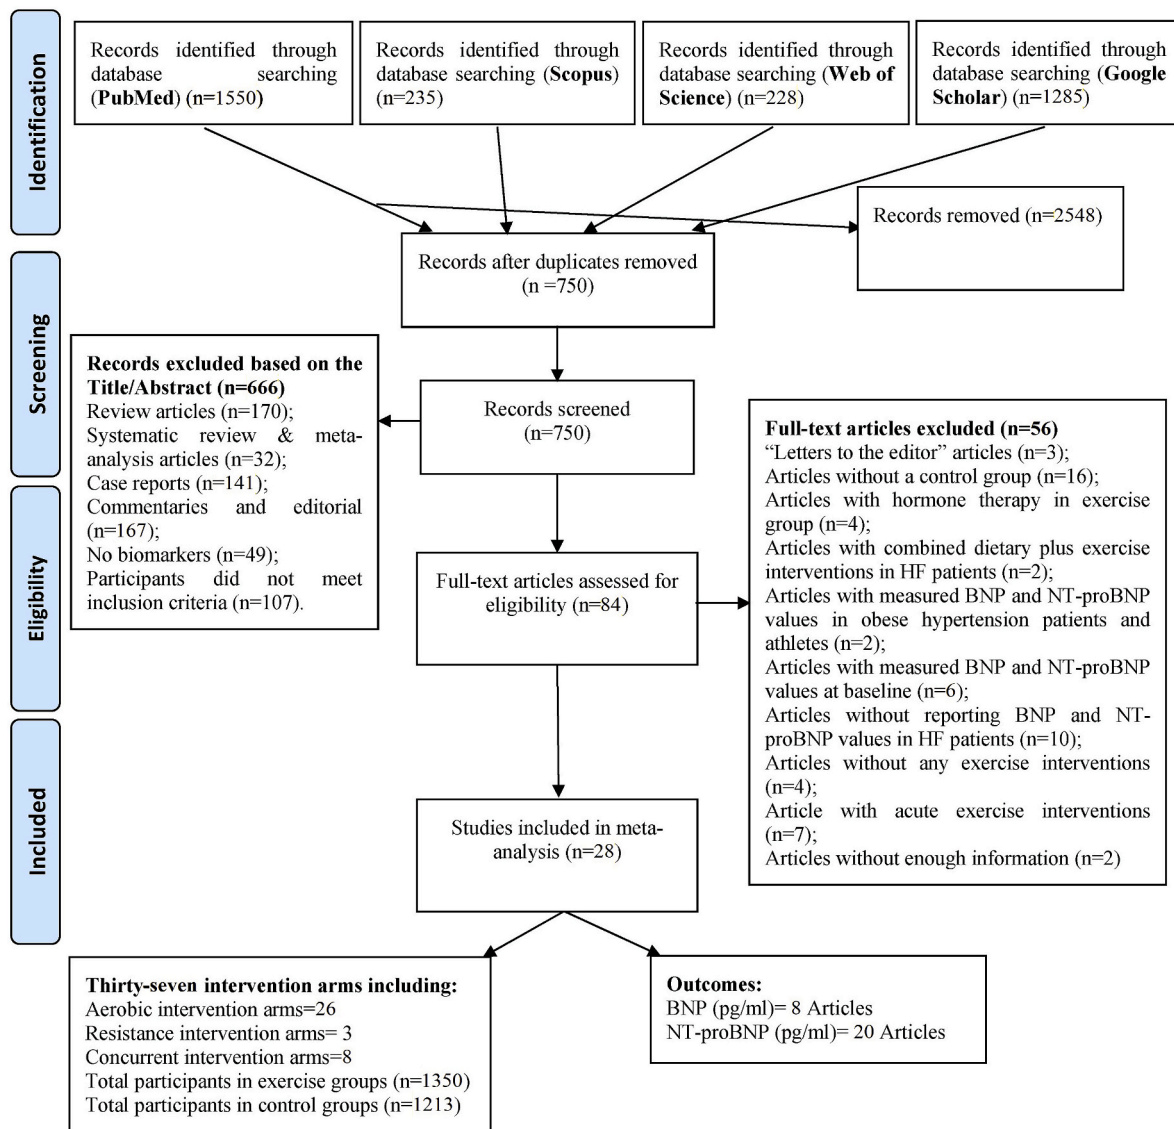 Identification
Records identified through
database searching
(PubMed) (n=1550)
Records identified through
database searching (Scopus)
(n=235)
Records identified through
database searching (Web of
Science) (n=228)
Records identified through
database searching (Google
Scholar) (n=1285)
Records removed (n=2548)
Records after duplicates removed
(n =750)
Screening
Records excluded based on the
Title/Abstract (n=666)
Review articles (n=170);
Systematic review & meta-
analysis articles (n=32);
Case reports (n=141);
Commentaries and editorial
(n=167);
No biomarkers (n=49);
Participants did not meet
inclusion criteria (n=107).
Records screened
(n=750)
Eligibility
Full-text articles assessed for
eligibility (n=84)
Full-text articles excluded (n=56)
“Letters to the editor” articles (n=3);
Articles without a control group (n=16);
Articles with hormone therapy in exercise
group (n=4);
Articles with combined dietary plus exercise
interventions in HF patients (n=2);
Articles with measured BNP and NT-proBNP
values in obese hypertension patients and
athletes (n=2);
Articles with measured BNP and NT-proBNP
values at baseline (n=6);
Articles without reporting BNP and NT-
proBNP values in HF patients (n=10);
Articles without any exercise interventions
(n=4);
Article with acute exercise interventions
(n=7);
Articles without enough information (n=2)
Included
Studies included in meta-
analysis (n=28)
Thirty-seven intervention arms including:
Aerobic intervention arms=26
Resistance intervention arms= 3
Concurrent intervention arms=8
Total participants in exercise groups (n=1350)
Total participants in control groups (n=1213)
Outcomes:
BNP (pg/ml)= 8 Articles
NT-proBNP (pg/ml)= 20 Articles